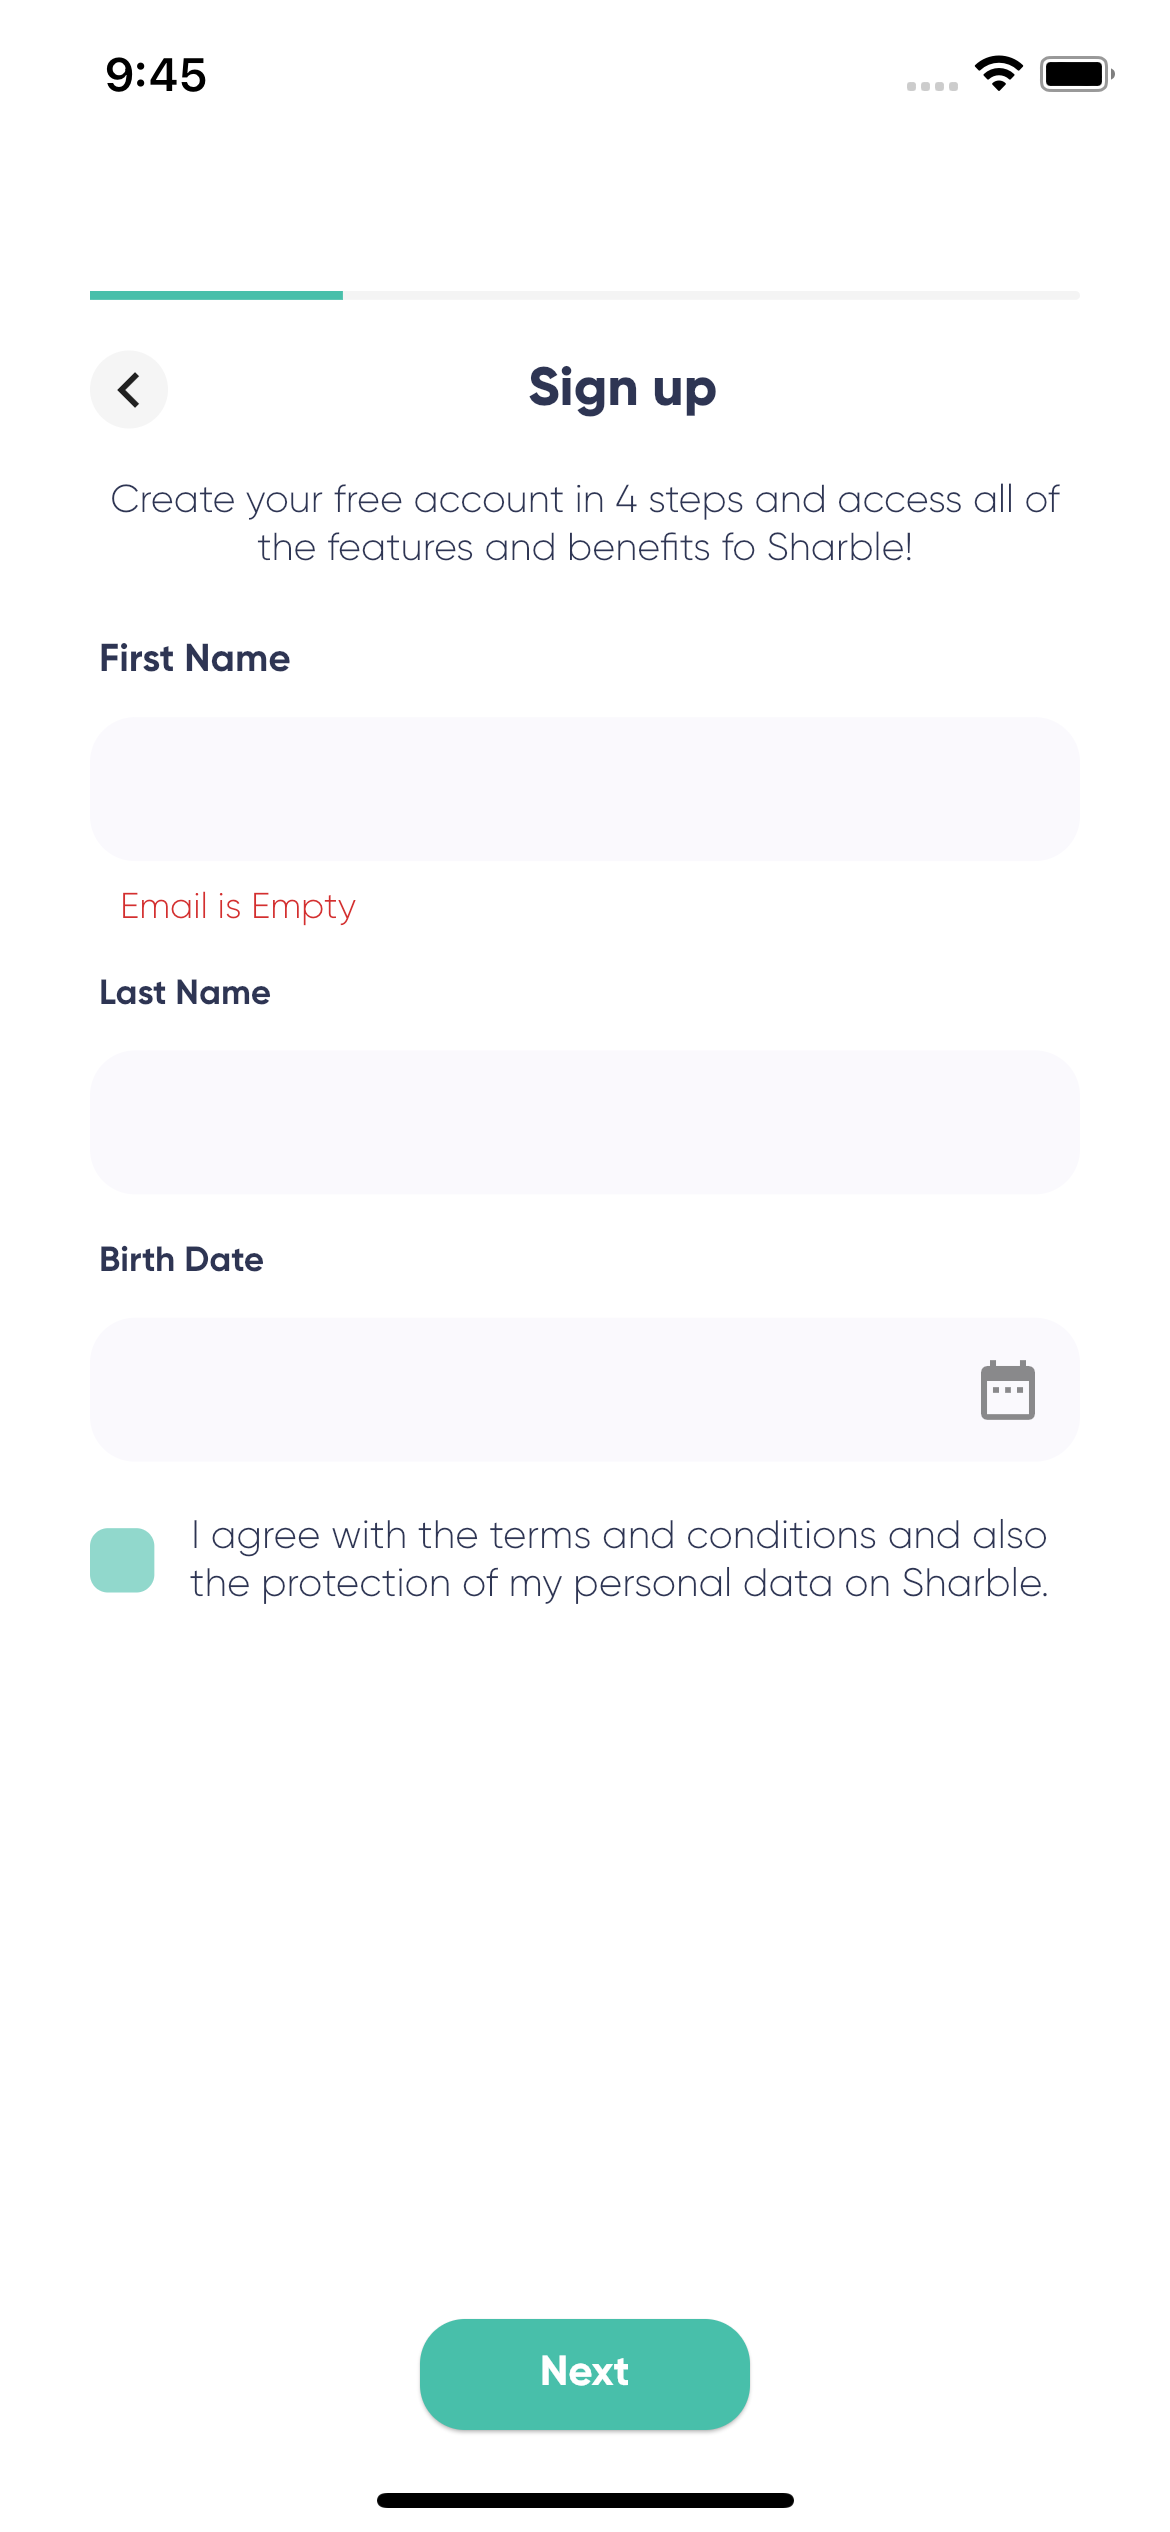 9:45
Sign up
Create your free account in 4 steps and access all of
the features and benefits fo Sharble!
First Name
Email is Empty
Last Name
Birth Date
I agree with the terms and conditions and also
the protection of my personal data on Sharble.
Next